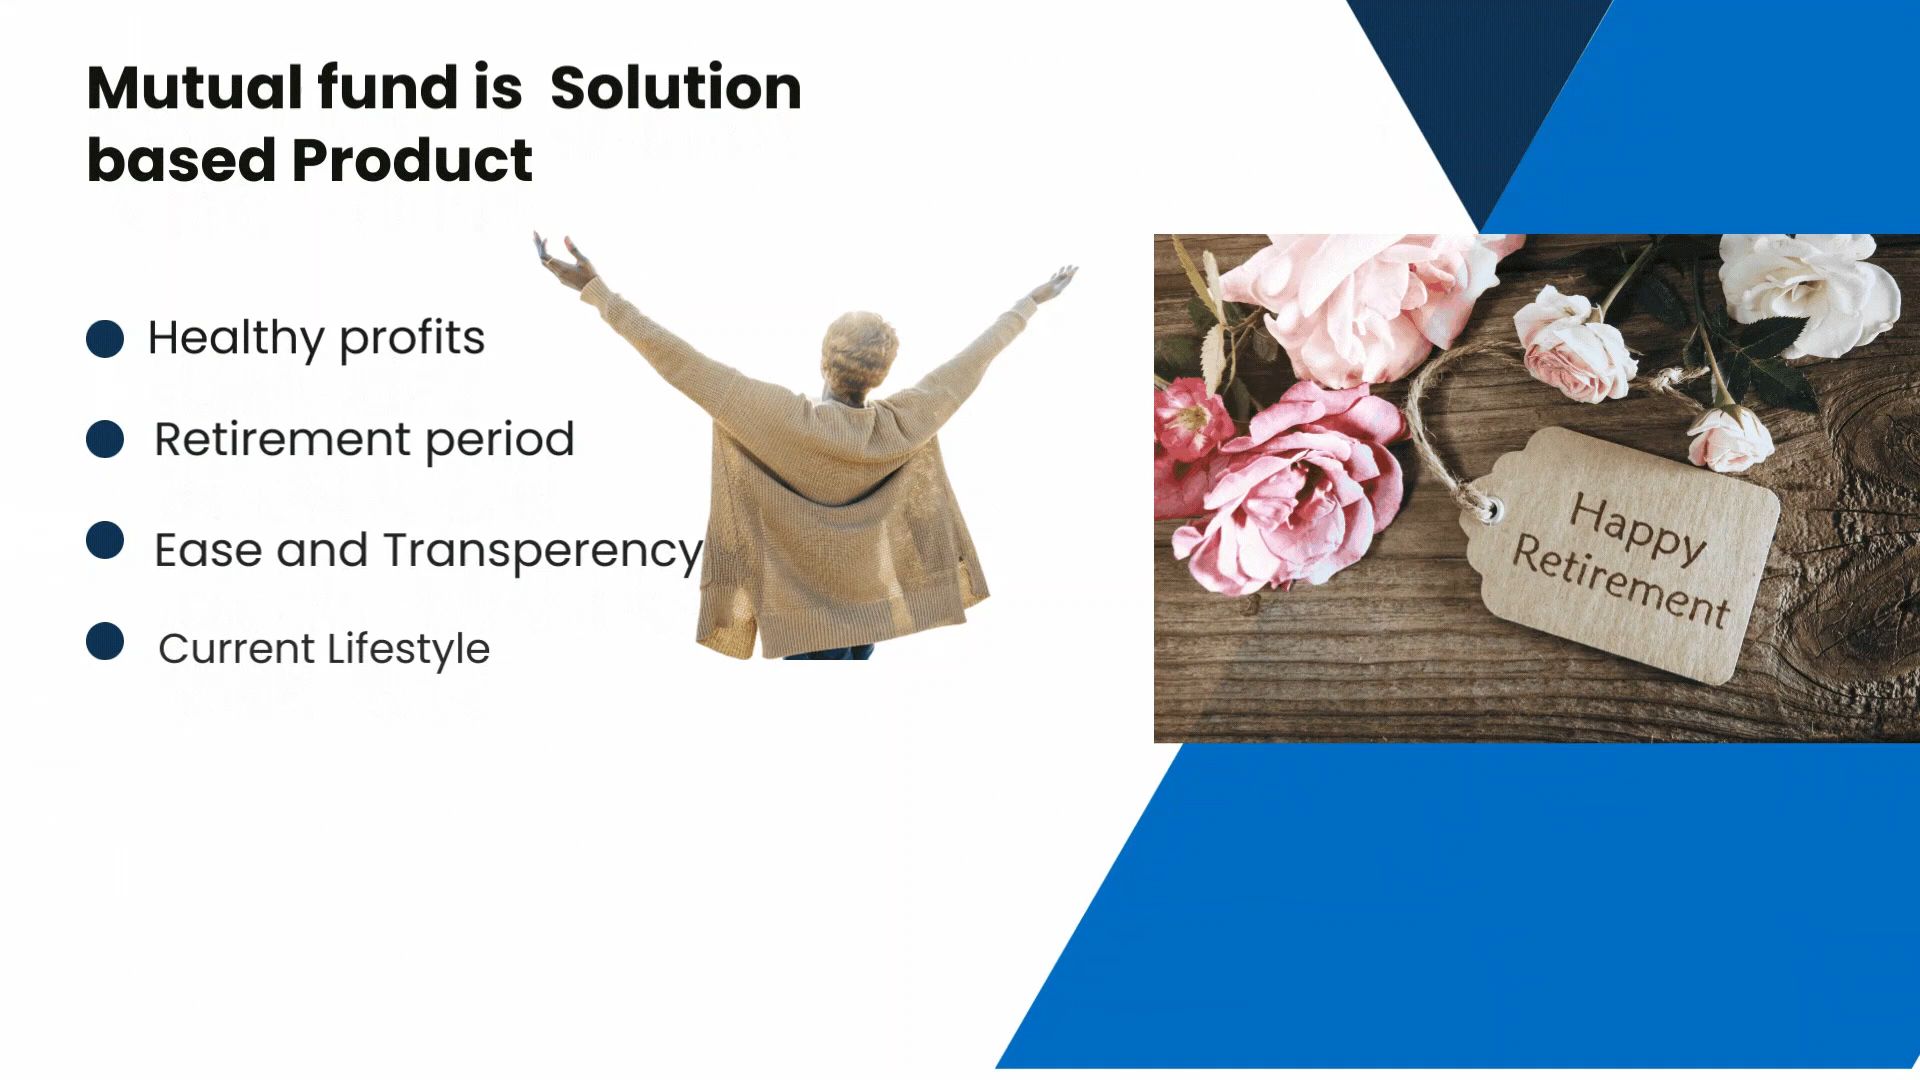 Mutual fund is  Solution
based Product
Healthy profits
Retirement period
Ease and Transperency
Current Lifestyle
Happy
Retirement